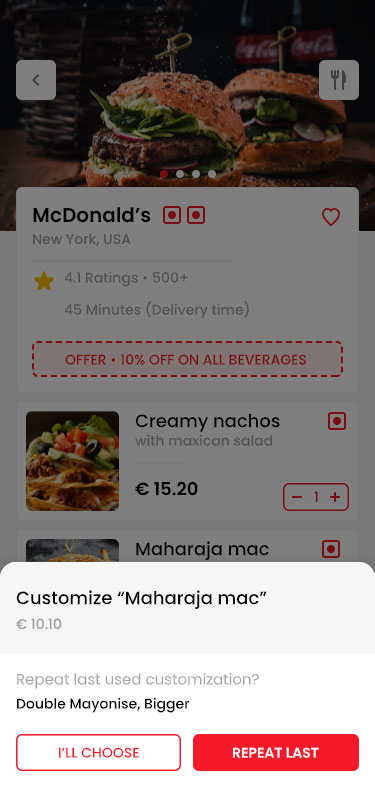 McDonald’s
New York, USA
4.1 Ratings • 500+
45 Minutes (Delivery time)
OFFER • 10% OFF ON ALL BEVERAGES
Creamy nachos
with maxican salad
€ 15.20
1
Maharaja mac
Customize “Maharaja mac”
€ 10.10
Repeat last used customization?
Double Mayonise, Bigger
I’LL CHOOSE
REPEAT LAST